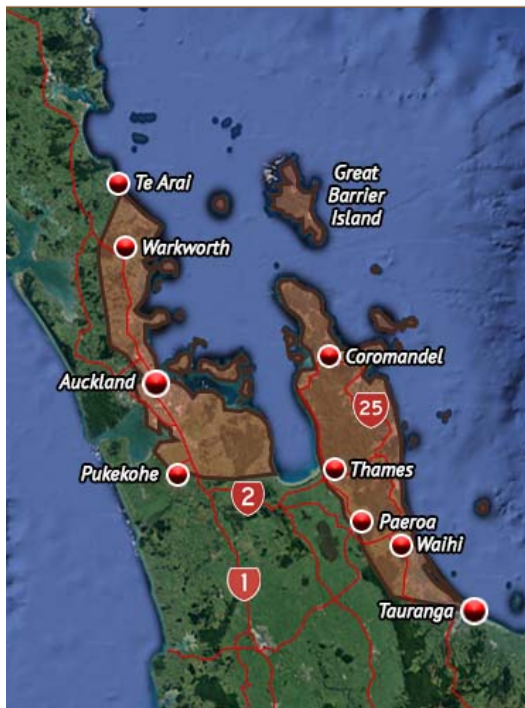 Te Arai
Great
Barrier
Island
Warkworth
Coromandel
Auckland
25
Pukekohe
Thames
2
Paeroa
Waihi
1
Tauranga